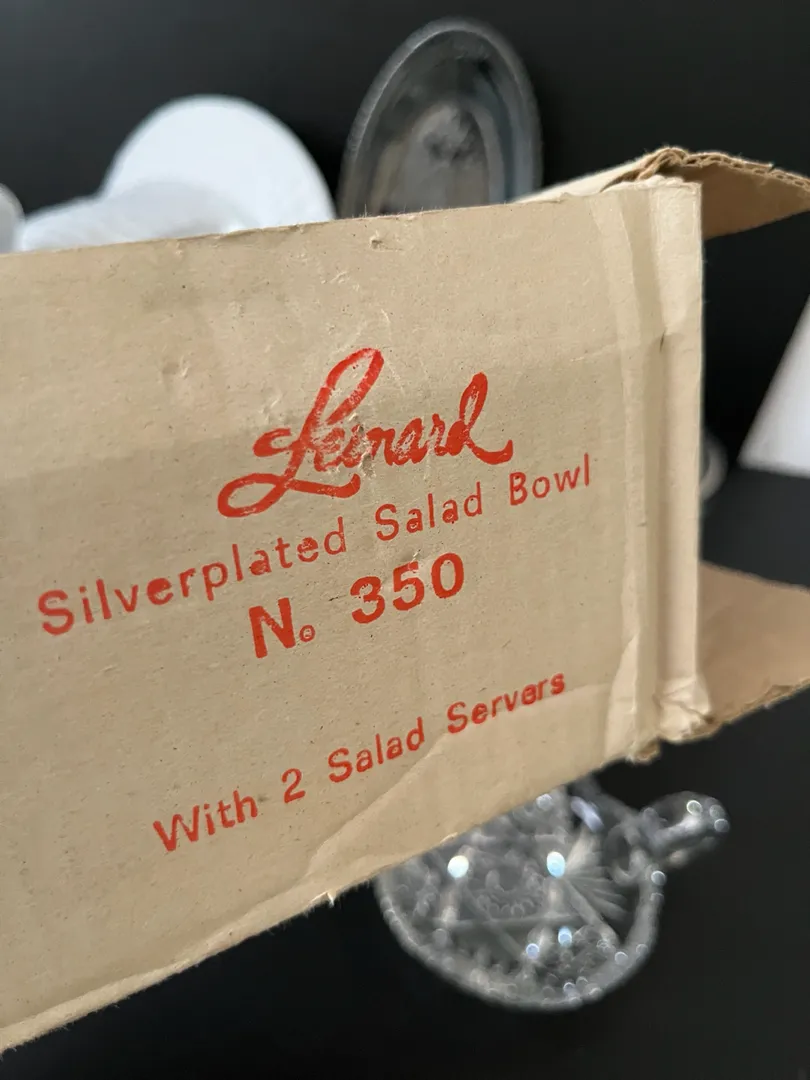 Leonard
Silverplated Salad Bowl
No. 350
With 2 Salad Servers